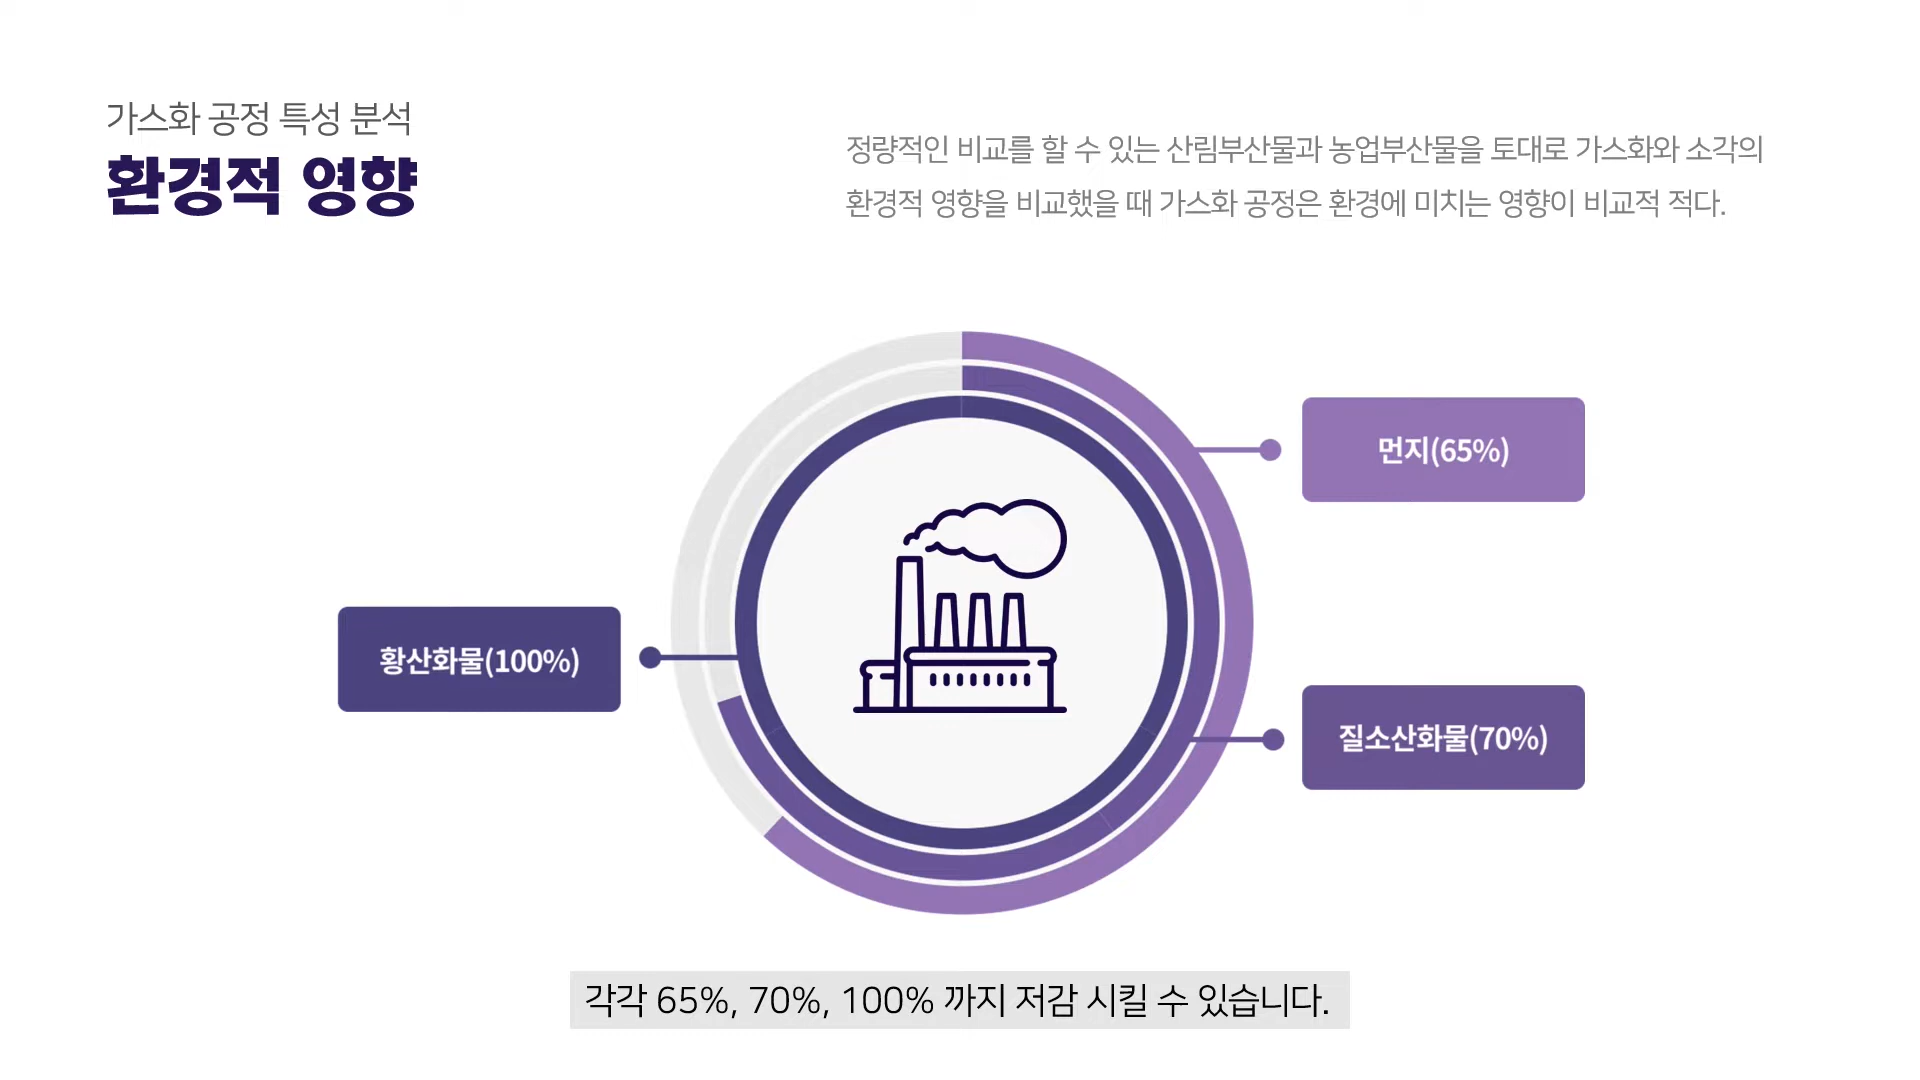 가스화 공정 특성 분석
환경적 영향
정량적인 비교를 할 수 있는 산림부산물과 농업부산물을 토대로 가스화와 소각의
환경적 영향을 비교했을 때 가스화 공정은 환경에 미치는 영향이 비교적 적다.
먼지(65%)
황산화물(100%)
질소산화물(70%)
각각 65%, 70%, 100% 까지 저감 시킬 수 있습니다.